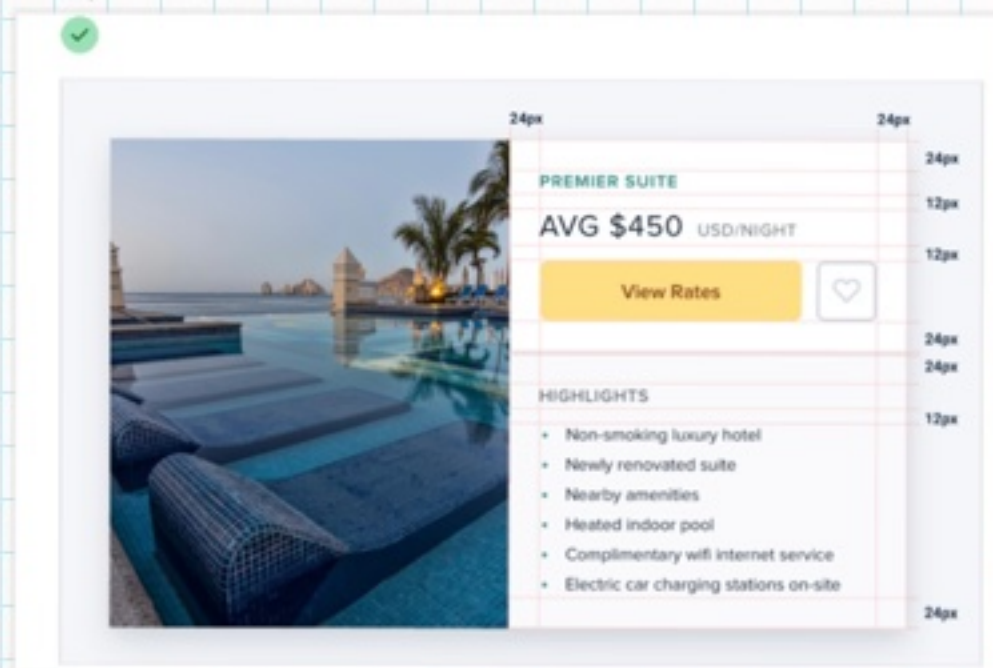 24px 24px
24px
PREMIER SUITE
12px
AVG $450 USD/NIGHT
12px
View Rates
24px
24px
HIGHLIGHTS
12px
Non-smoking luxury hotel
Newly renovated suite
Nearby amenities
Heated indoor pool
Complimentary wifi internet service
Electric car charging stations on-site
24px